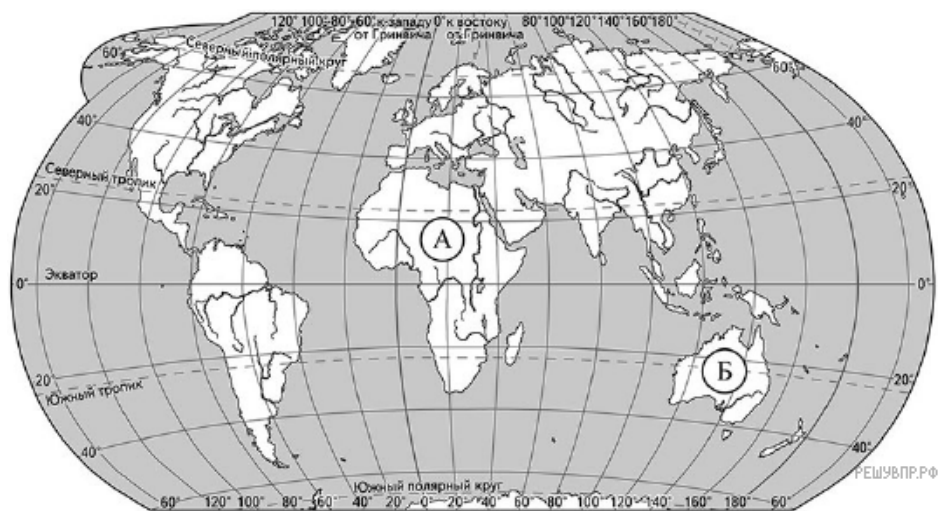 120° 100° 80° 60° к западу 0° к востоку 80° 100° 120° 140° 160° 180°
от Гринвича от Гринвича
Северный полярный круг
60° 60°
40° 40°
Северный тропик
20° 20°
А
Экватор
0° 0°
Б
20° 20°
Южный тропик
40° 40°
РЕШУВПР.РФ
Южный полярный круг
60° 120° 100° 80° 60° 40° 20° 0° 20° 40° 60° 80° 100° 120° 140° 160° 180° 60°